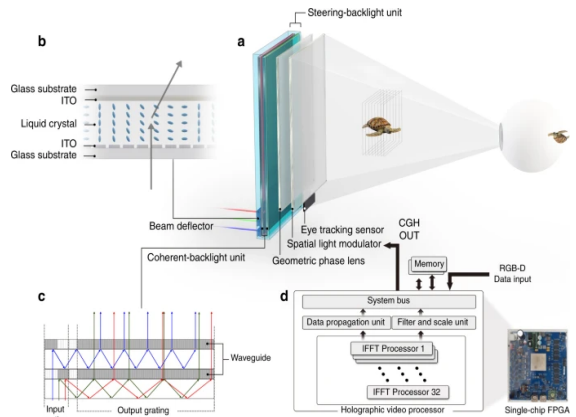 Steering-backlight unit
b
a
Glass substrate
ITO
Liquid crystal
ITO
Glass substrate
Beam deflector
Coherent-backlight unit
Eye tracking sensor
Spatial light modulator
Geometric phase lens
CGH
OUT
Memory
RGB-D
Data input
c
Waveguide
Input
Output grating
d
System bus
Data propagation unit
Filter and scale unit
IFFT Processor 1
IFFT Processor 32
Holographic video processor
Single-chip FPGA